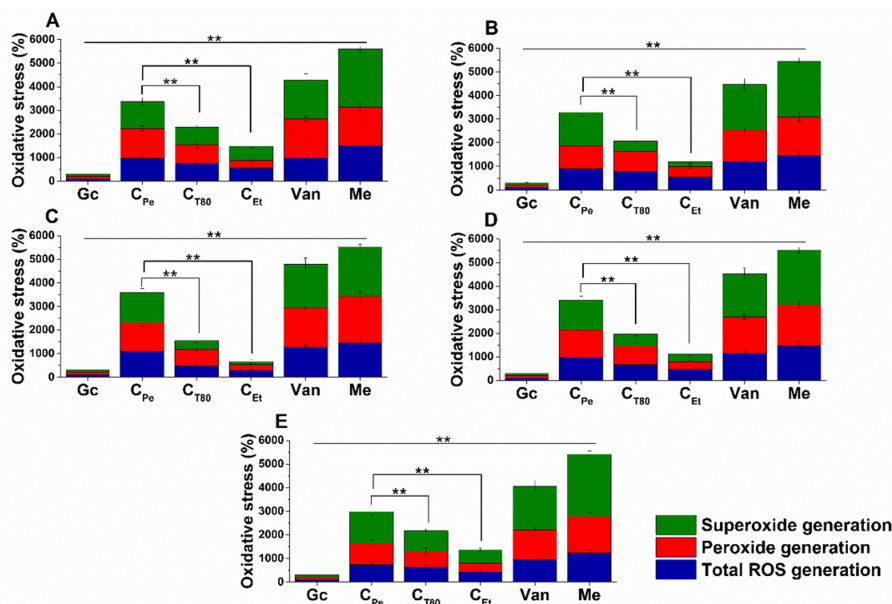 A
Oxidative stress (%)
6000
5000
4000
3000
2000
1000
0
**
**
**
Gc CPe CT80 CEt Van Me
B
Oxidative stress (%)
6000
5000
4000
3000
2000
1000
0
**
**
**
Gc CPe CT80 CEt Van Me
C
Oxidative stress (%)
6000
5000
4000
3000
2000
1000
0
**
**
**
Gc CPe CT80 CEt Van Me
D
Oxidative stress (%)
6000
5000
4000
3000
2000
1000
0
**
**
**
Gc CPe CT80 CEt Van Me
E
Oxidative stress (%)
6000
5000
4000
3000
2000
1000
0
**
**
**
Gc CPe CT80 CEt Van Me
Superoxide generation
Peroxide generation
Total ROS generation